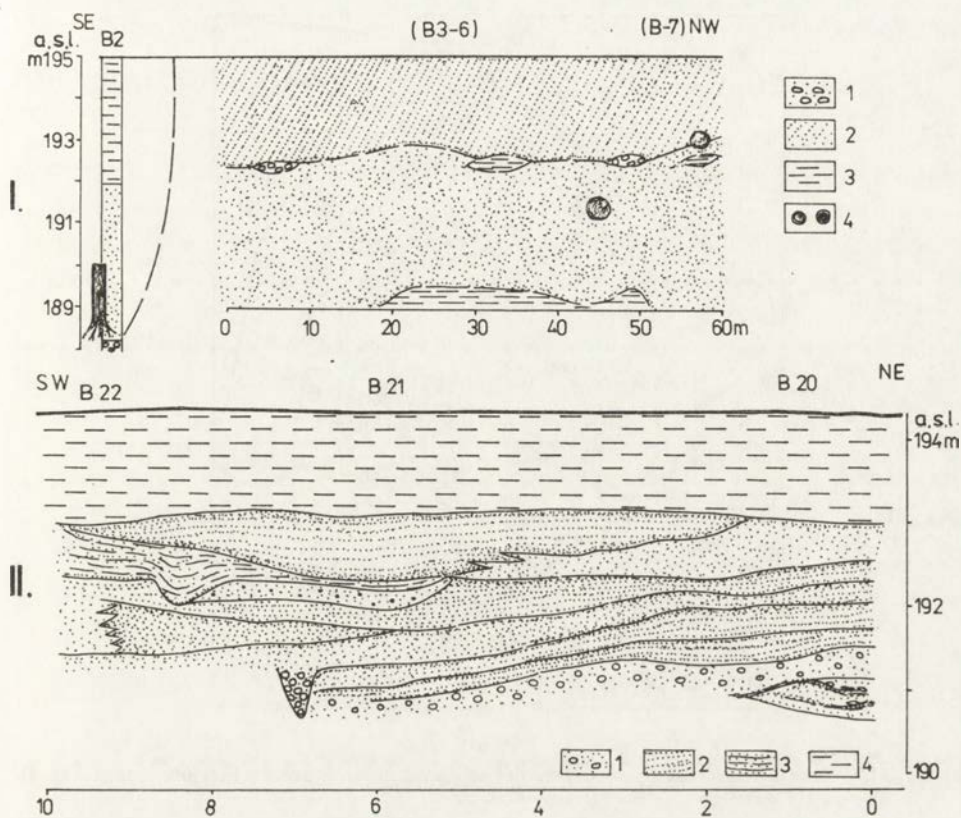 SE (B3-6) (B-7) NW
a.s.l. B2
m195
193
191
189
I.
1
2
3
4
0 10 20 30 40 50 60m
SW B 22 B 21 B 20 NE
a.s.l.
194m
192
190
II.
1 2 3 4
10 8 6 4 2 0